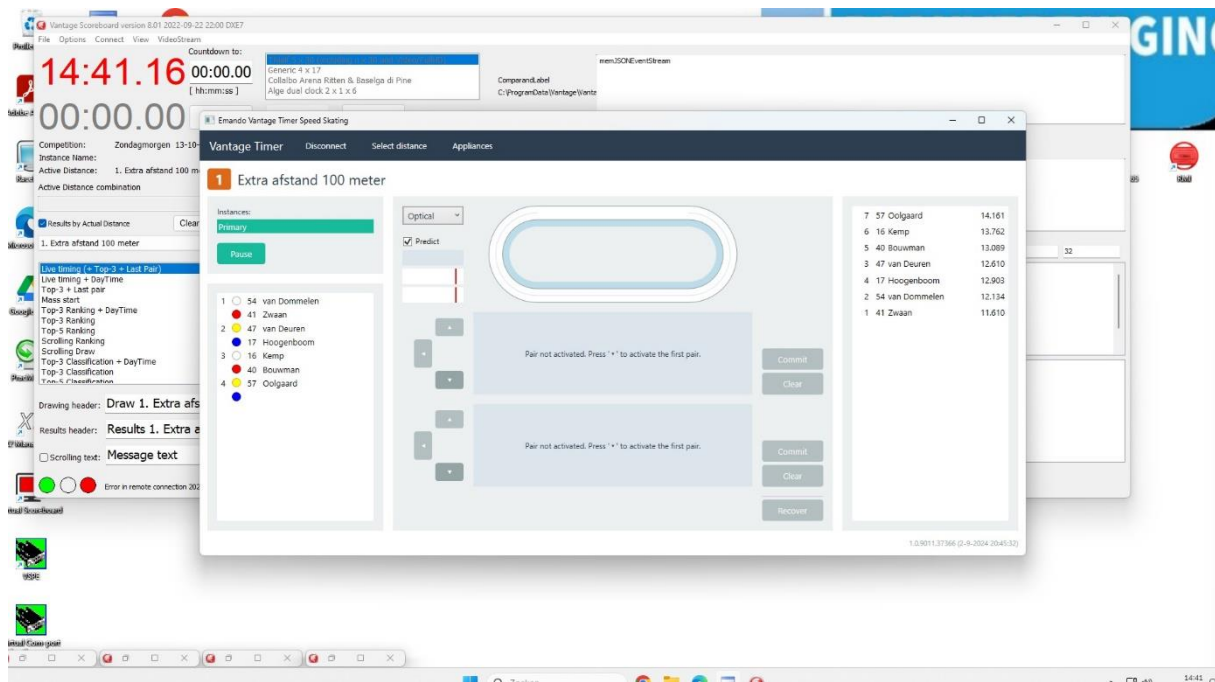 GING
Vantage Scoreboard version 8.01 2022-09-22 22:00 DXE7
File Options Connect View VideoStream
14:41.16
Countdown to:
00:00.00
[ hh:mm:ss ]
00:00.00
Generic 4 x 17
Collalbo Arena Ritten & Baselga di Pine
Alge dual clock 2 x 1 x 6
ComparandLabel
C:\ProgramData\Vantage\Vanta
memJSONEventStream
Competition: Zondagmorgen 13-10-
Instance Name:
Active Distance: 1. Extra afstand 100 m
Active Distance combination
Results by Actual Distance
Clear
1. Extra afstand 100 meter
32
Live timing (+ Top-3 + Last Pair)
Live timing + DayTime
Top-3 + Last pair
Mass start
Top-3 Ranking + DayTime
Top-3 Ranking
Top-5 Ranking
Scrolling Ranking
Scrolling Draw
Top-3 Classification + DayTime
Top-3 Classification
Top-5 Classification
Drawing header: Draw 1. Extra afs
Results header: Results 1. Extra a
Scrolling text: Message text
Error in remote connection 202
Emando Vantage Timer Speed Skating
Vantage Timer Disconnect Select distance Appliances
1 Extra afstand 100 meter
Instances:
Primary
Pause
1 54 van Dommelen
41 Zwaan
2 47 van Deuren
17 Hoogenboom
3 16 Kemp
40 Bouwman
4 57 Oolgaard
Optical
Predict
Pair not activated. Press '+' to activate the first pair.
Commit
Clear
Pair not activated. Press '+' to activate the first pair.
Commit
Clear
Recover
7 57 Oolgaard 14.161
6 16 Kemp 13.762
5 40 Bouwman 13.089
3 47 van Deuren 12.610
4 17 Hoogenboom 12.903
2 54 van Dommelen 12.134
1 41 Zwaan 11.610
1.0.9011.37366 (2-9-2024 20:45:32)
VSPE
Zoeken
14:41